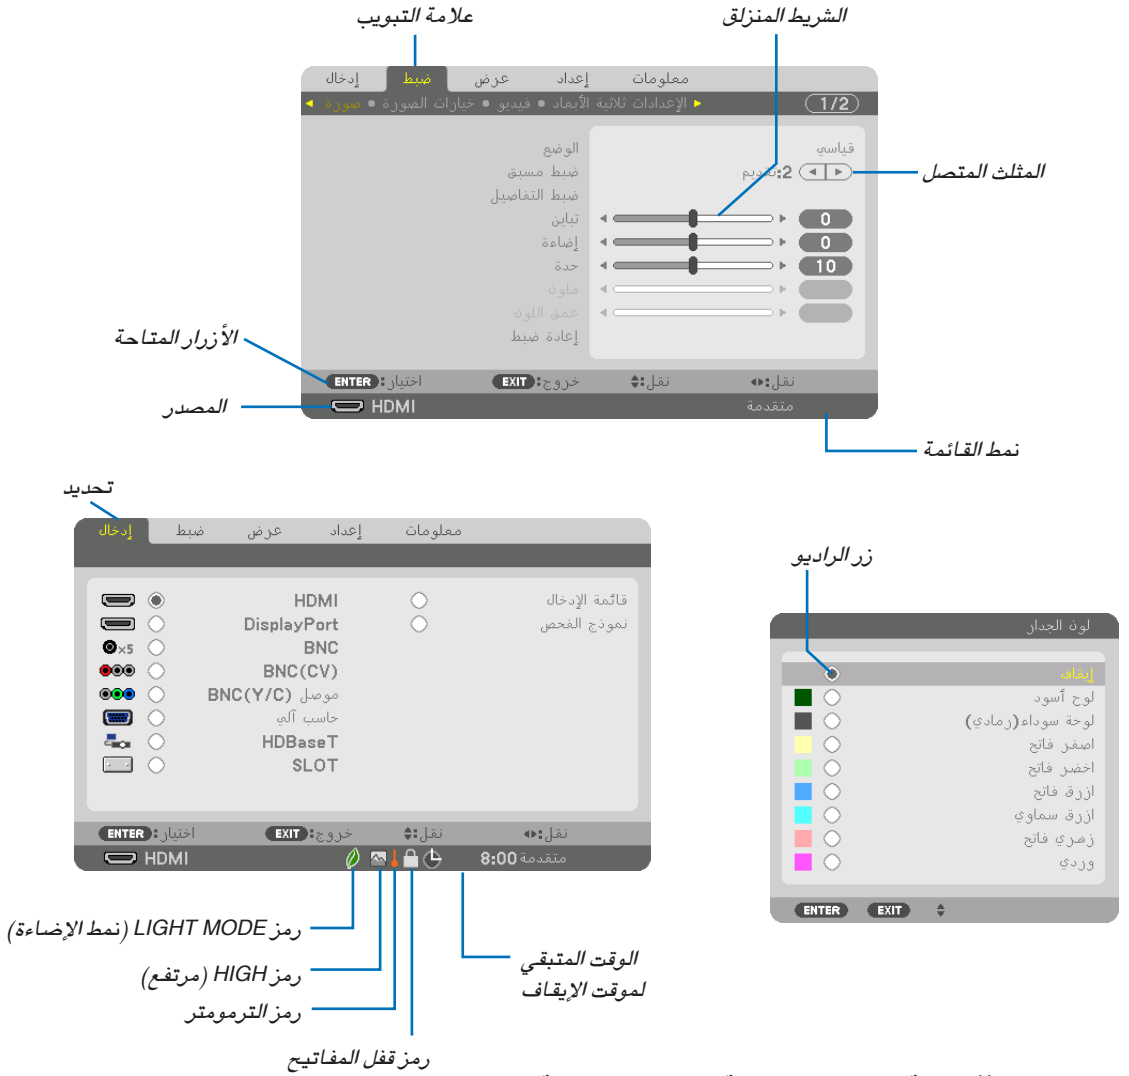 علامة التبويب
الشريط المنزلق
إدخال ضبط عرض إعداد معلومات
صورة ● خيارات الصورة ● فيديو ● الإعدادات ثلاثية الأبعاد 1/2
الوضع قياسي
ضبط مسبق 2:تقديم
المثلث المتصل
ضبط التفاصيل
تباين 0
إضاءة 0
حدة 10
ملون
عمق اللون
إعادة ضبط
الأزرار المتاحة
ENTER :اختيار EXIT :خروج نقل: نقل:
المصدر
HDMI متقدمة
نمط القائمة
تحديد
إدخال ضبط عرض إعداد معلومات
HDMI قائمة الإدخال
DisplayPort نموذج الفحص
×5 BNC
BNC(CV)
BNC(Y/C) موصل
حاسب آلي
HDBaseT
SLOT
ENTER :اختيار EXIT :خروج نقل: نقل:
HDMI 8:00 متقدمة
رمز LIGHT MODE (نمط الإضاءة)
رمز HIGH (مرتفع)
رمز الترمومتر
رمز قفل المفاتيح
الوقت المتبقي
لموقت الإيقاف
زر الراديو
لون الجدار
إيقاف
لوح أسود
لوحة سوداء(رمادي)
اصفر فاتح
اخضر فاتح
ازرق فاتح
ازرق سماوي
زهري فاتح
وردي
ENTER EXIT